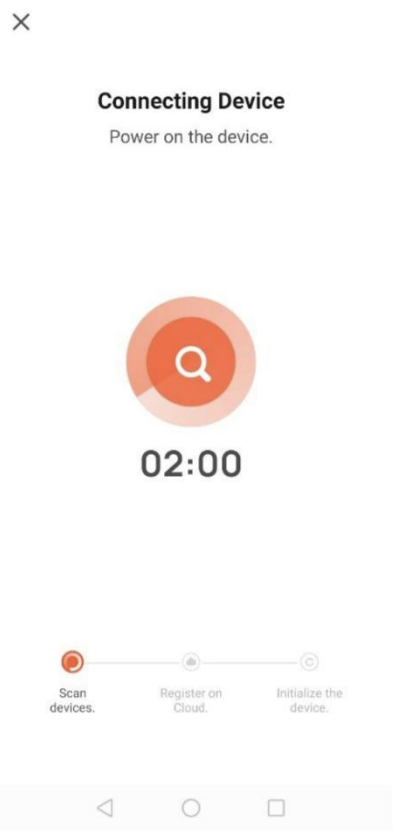 Connecting Device
Power on the device.
02:00
Scan
devices.
Register on
Cloud.
Initialize the
device.